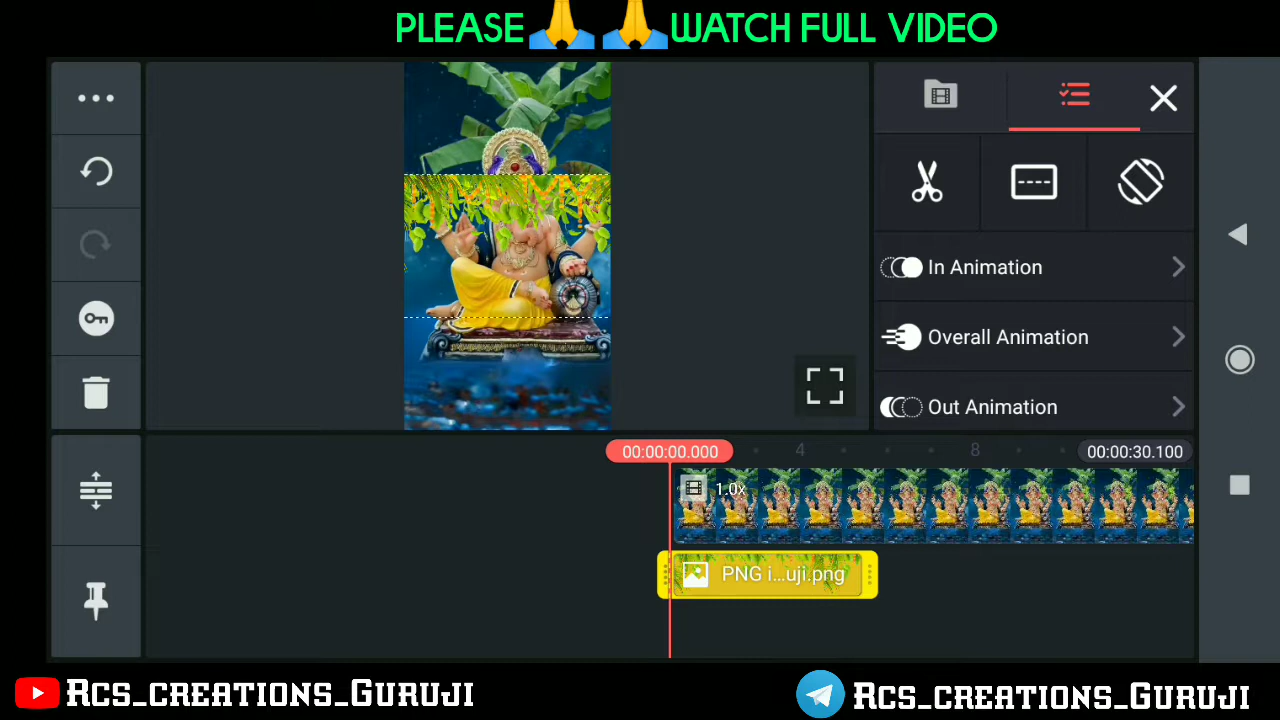 PLEASE🙏 🙏WATCH FULL VIDEO
In Animation
Overall Animation
Out Animation
00:00:00.000
4
8
00:00:30.100
1.0x
PNG i...uji.png
Rcs_creations_Guruji
Rcs_creations_Guruji